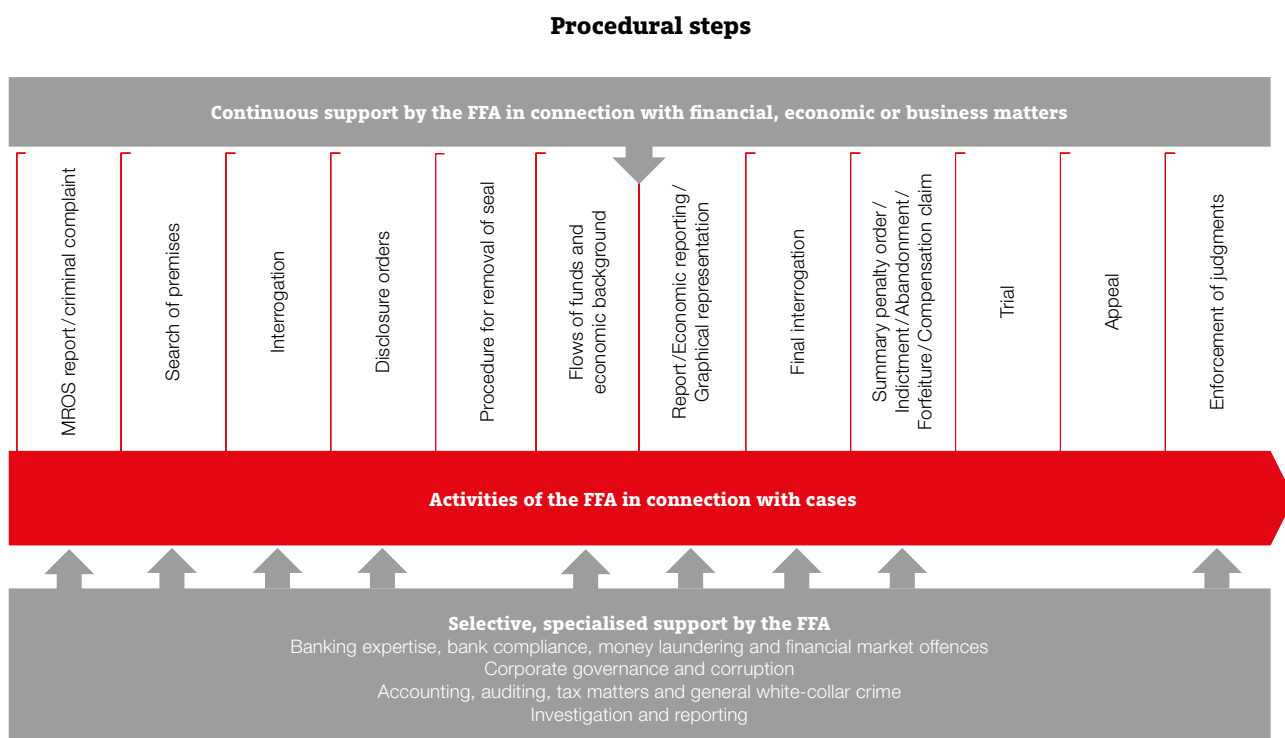 Procedural steps
Continuous support by the FFA in connection with financial, economic or business matters
MROS report / criminal complaint
Search of premises
Interrogation
Disclosure orders
Procedure for removal of seal
Flows of funds and
economic background
Report / Economic reporting /
Graphical representation
Final interrogation
Summary penalty order /
Indictment / Abandonment /
Forfeiture / Compensation claim
Trial
Appeal
Enforcement of judgments
Activities of the FFA in connection with cases
Selective, specialised support by the FFA
Banking expertise, bank compliance, money laundering and financial market offences
Corporate governance and corruption
Accounting, auditing, tax matters and general white-collar crime
Investigation and reporting